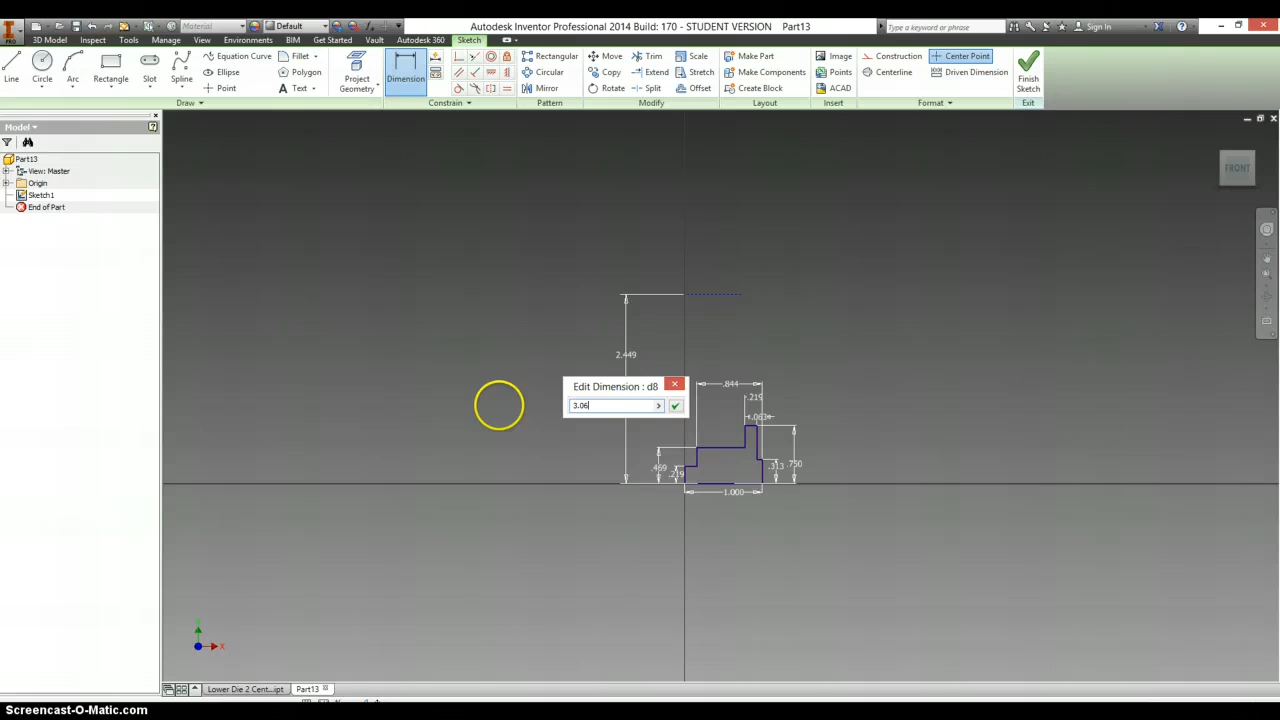 Material
Default
Autodesk Inventor Professional 2014 Build: 170 - STUDENT VERSION Part13
Type a keyword or phrase
Sign In
PRO
3D Model Inspect Tools Manage View Environments BIM Get Started Vault Autodesk 360 Sketch
Line
Circle
Arc
Rectangle
Slot
Spline
Equation Curve
Ellipse
Point
Fillet
Polygon
Text
Project
Geometry
Dimension
Rectangular
Circular
Mirror
Move
Copy
Rotate
Trim
Extend
Split
Scale
Stretch
Offset
Make Part
Make Components
Create Block
Image
Points
ACAD
Construction
Centerline
Center Point
Driven Dimension
Finish
Sketch
Draw
Constrain
Pattern
Modify
Layout
Insert
Format
Exit
Model
Part13
View: Master
Origin
Sketch1
End of Part
FRONT
2.449
Edit Dimension : d8
3.06
.844
.219
.063
.469
.219
.313
.750
1.000
X
Lower Die 2 Cent...ipt
Part13
Screencast-O-Matic.com